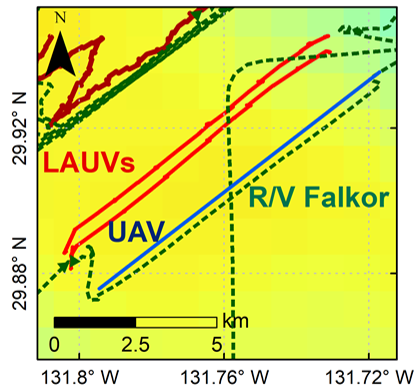 N
29.92° N
LAUVs
R/V Falkor
UAV
29.88° N
km
0 2.5 5
131.8° W 131.76° W 131.72° W